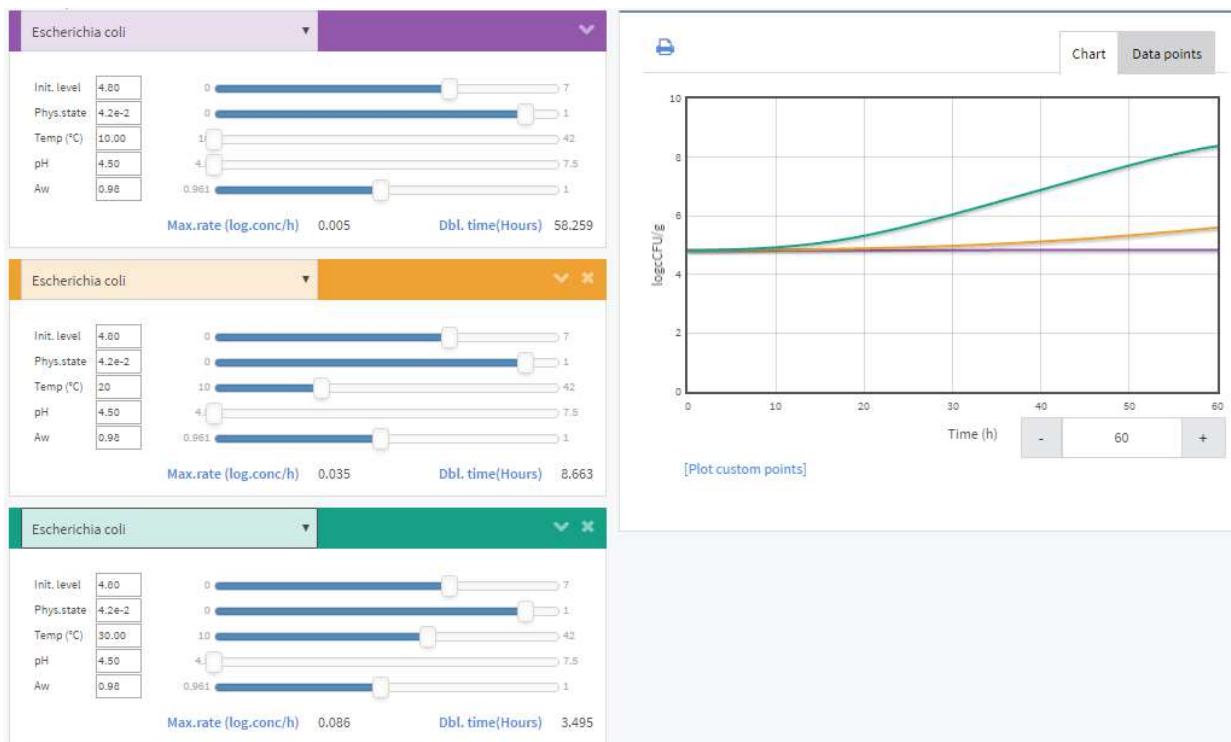 Escherichia coli ▼
Init. level 4.80 0 7
Phys.state 4.2e-2 0 1
Temp (°C) 10.00 42
pH 4.50 4. 7.5
Aw 0.98 0.961 1
Max.rate (log.conc/h) 0.005 Dbl. time(Hours) 58.259
Escherichia coli ▼
Init. level 4.80 0 7
Phys.state 4.2e-2 0 1
Temp (°C) 20 10 42
pH 4.50 4. 7.5
Aw 0.98 0.961 1
Max.rate (log.conc/h) 0.035 Dbl. time(Hours) 8.663
Escherichia coli ▼
Init. level 4.80 0 7
Phys.state 4.2e-2 0 1
Temp (°C) 30.00 10 42
pH 4.50 4. 7.5
Aw 0.98 0.961 1
Max.rate (log.conc/h) 0.086 Dbl. time(Hours) 3.495
Chart Data points
10
8
6
4
2
0
logcCFU/g
0 10 20 30 40 50 60
Time (h) - 60 +
[Plot custom points]